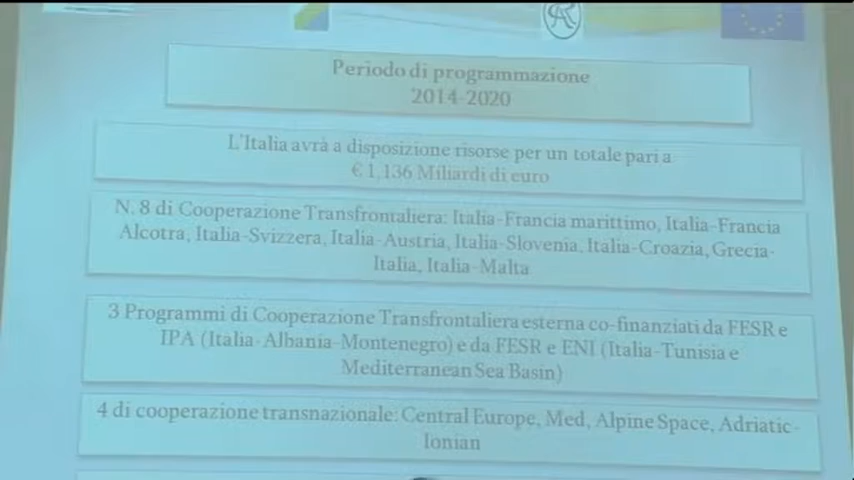 Periodo di programmazione
2014-2020
L'Italia avrà a disposizione risorse per un totale pari a
€ 1,136 Miliardi di euro
N. 8 di Cooperazione Transfrontaliera: Italia-Francia marittimo, Italia-Francia
Alcotra, Italia-Svizzera, Italia-Austria, Italia-Slovenia, Italia-Croazia, Grecia-
Italia, Italia-Malta
3 Programmi di Cooperazione Transfrontaliera esterna co-finanziati da FESR e
IPA (Italia-Albania-Montenegro) e da FESR e ENI (Italia-Tunisia e
Mediterranean Sea Basin)
4 di cooperazione transnazionale: Central Europe, Med, Alpine Space, Adriatic-
Ionian